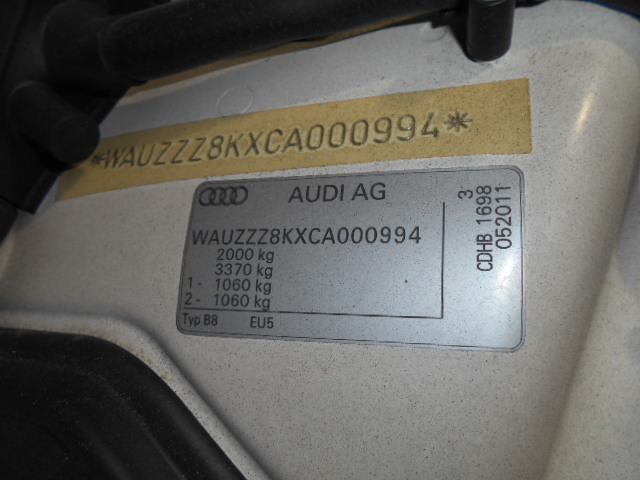 *WAUZZZ8KXCA000994*
AUDI AG
WAUZZZ8KXCA000994
2000 kg
3370 kg
1 - 1060 kg
2 - 1060 kg
Typ B8 EU5
3
CDHB 1698
052011